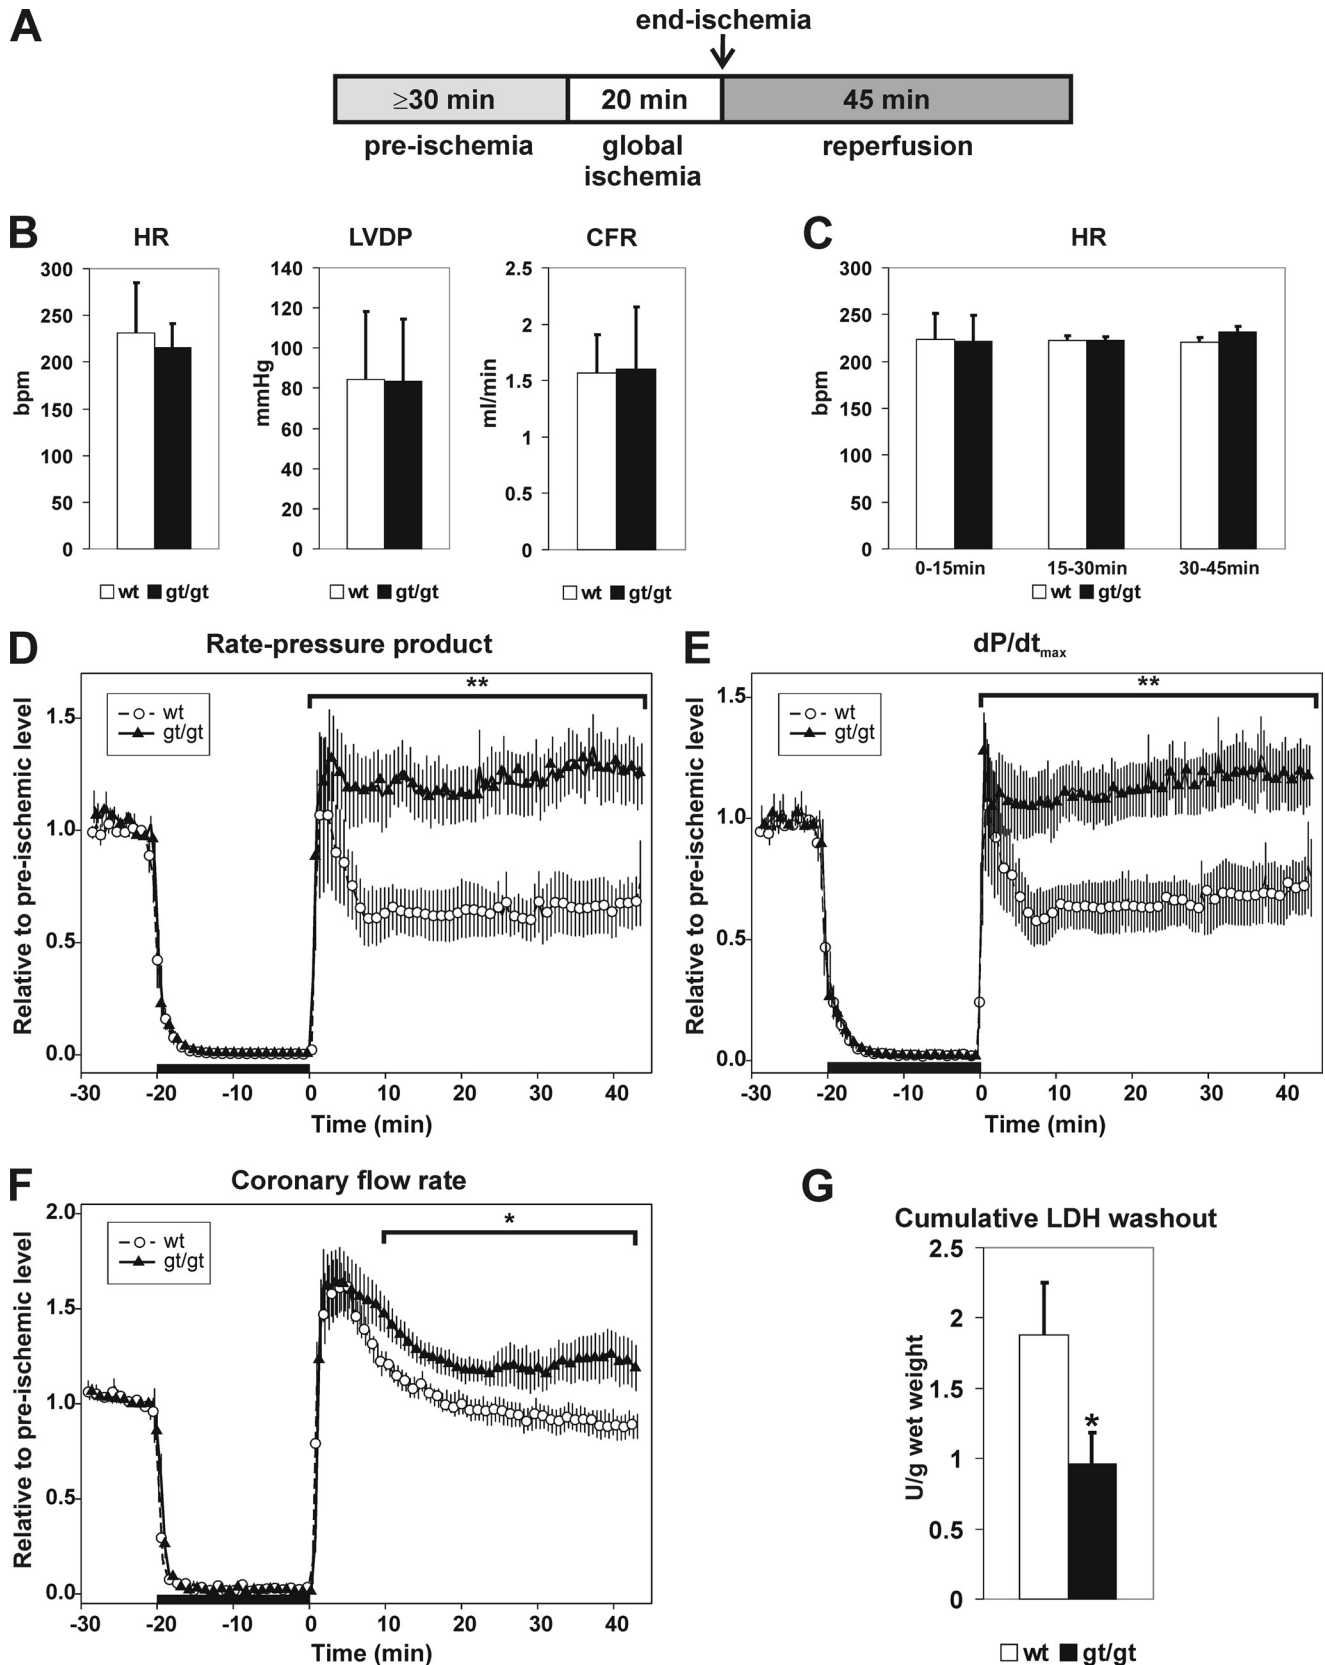 A
end-ischemia
≥30 min 20 min 45 min
pre-ischemia global ischemia reperfusion
B
HR
bpm
300
250
200
150
100
50
0
wt gt/gt
LVDP
mmHg
140
120
100
80
60
40
20
0
wt gt/gt
CFR
ml/min
2.5
2
1.5
1
0.5
0
wt gt/gt
C
HR
bpm
300
250
200
150
100
50
0
0-15min 15-30min 30-45min
wt gt/gt
D
Rate-pressure product
Relative to pre-ischemic level
**
wt
gt/gt
1.5
1.0
0.5
0.0
-30 -20 -10 0 10 20 30 40
Time (min)
E
dP/dtmax
Relative to pre-ischemic level
**
wt
gt/gt
1.5
1.0
0.5
0.0
-30 -20 -10 0 10 20 30 40
Time (min)
F
Coronary flow rate
Relative to pre-ischemic level
*
wt
gt/gt
2.0
1.5
1.0
0.5
0.0
-30 -20 -10 0 10 20 30 40
Time (min)
G
Cumulative LDH washout
U/g wet weight
2.5
2
1.5
1
0.5
0
*
wt gt/gt